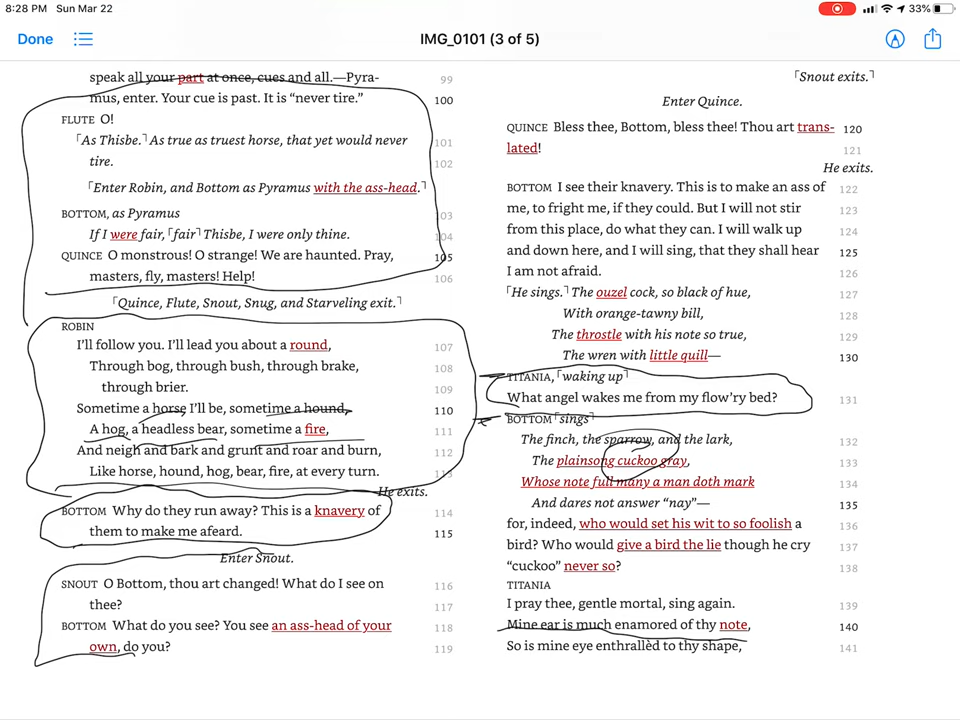 8:28 PM Sun Mar 22 33%
Done IMG_0101 (3 of 5)
speak all your part at once, cues and all.—Pyra- 99
mus, enter. Your cue is past. It is “never tire.” 100
FLUTE O!
⌜As Thisbe.⌝ As true as truest horse, that yet would never 101
tire. 102
⌜Enter Robin, and Bottom as Pyramus with the ass-head.⌝
BOTTOM, as Pyramus 103
If I were fair, ⌜fair⌝ Thisbe, I were only thine. 104
QUINCE O monstrous! O strange! We are haunted. Pray, 105
masters, fly, masters! Help! 106
⌜Quince, Flute, Snout, Snug, and Starveling exit.⌝
ROBIN
I’ll follow you. I’ll lead you about a round, 107
Through bog, through bush, through brake, 108
through brier. 109
Sometime a horse I’ll be, sometime a hound, 110
A hog, a headless bear, sometime a fire, 111
And neigh and bark and grunt and roar and burn, 112
Like horse, hound, hog, bear, fire, at every turn. 113
He exits.
BOTTOM Why do they run away? This is a knavery of 114
them to make me afeard. 115
Enter Snout.
SNOUT O Bottom, thou art changed! What do I see on 116
thee? 117
BOTTOM What do you see? You see an ass-head of your 118
own, do you? 119
⌜Snout exits.⌝
Enter Quince.
QUINCE Bless thee, Bottom, bless thee! Thou art trans- 120
lated! 121
He exits.
BOTTOM I see their knavery. This is to make an ass of 122
me, to fright me, if they could. But I will not stir 123
from this place, do what they can. I will walk up 124
and down here, and I will sing, that they shall hear 125
I am not afraid. 126
⌜He sings.⌝ The ouzel cock, so black of hue, 127
With orange-tawny bill, 128
The throstle with his note so true, 129
The wren with little quill— 130
TITANIA, ⌜waking up⌝
What angel wakes me from my flow’ry bed? 131
BOTTOM ⌜sings⌝
The finch, the sparrow, and the lark, 132
The plainsong cuckoo gray, 133
Whose note full many a man doth mark 134
And dares not answer “nay”— 135
for, indeed, who would set his wit to so foolish a 136
bird? Who would give a bird the lie though he cry 137
“cuckoo” never so? 138
TITANIA
I pray thee, gentle mortal, sing again. 139
Mine ear is much enamored of thy note, 140
So is mine eye enthrallèd to thy shape, 141